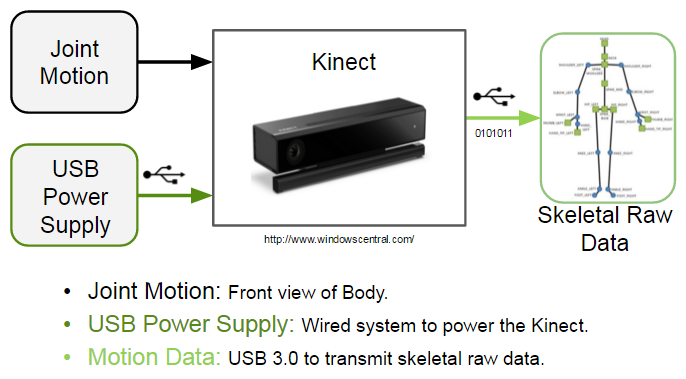 Joint
Motion
Kinect
0101011
USB
Power
Supply
http://www.windowscentral.com/
Skeletal Raw
Data
• Joint Motion: Front view of Body.
• USB Power Supply: Wired system to power the Kinect.
• Motion Data: USB 3.0 to transmit skeletal raw data.